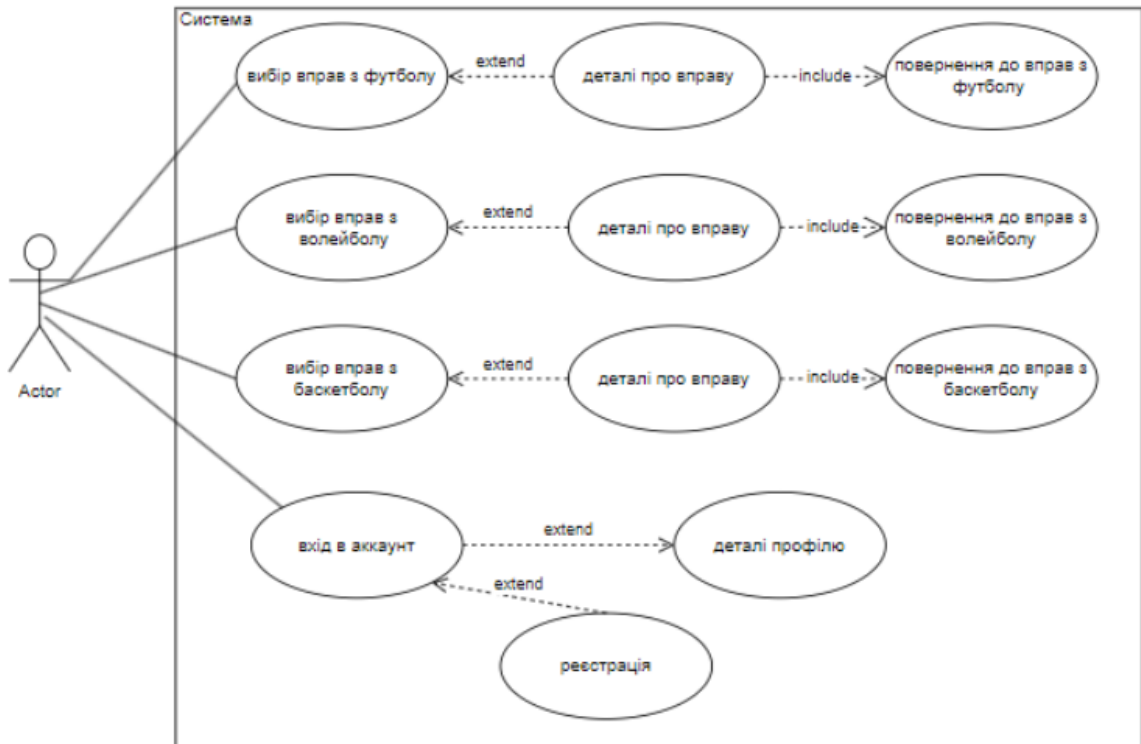 Система
вибір вправ з футболу
extend
деталі про вправу
include
повернення до вправ з
футболу
вибір вправ з
волейболу
extend
деталі про вправу
include
повернення до вправ з
волейболу
Actor
вибір вправ з
баскетболу
extend
деталі про вправу
include
повернення до вправ з
баскетболу
вхід в аккаунт
extend
деталі профілю
extend
реєстрація